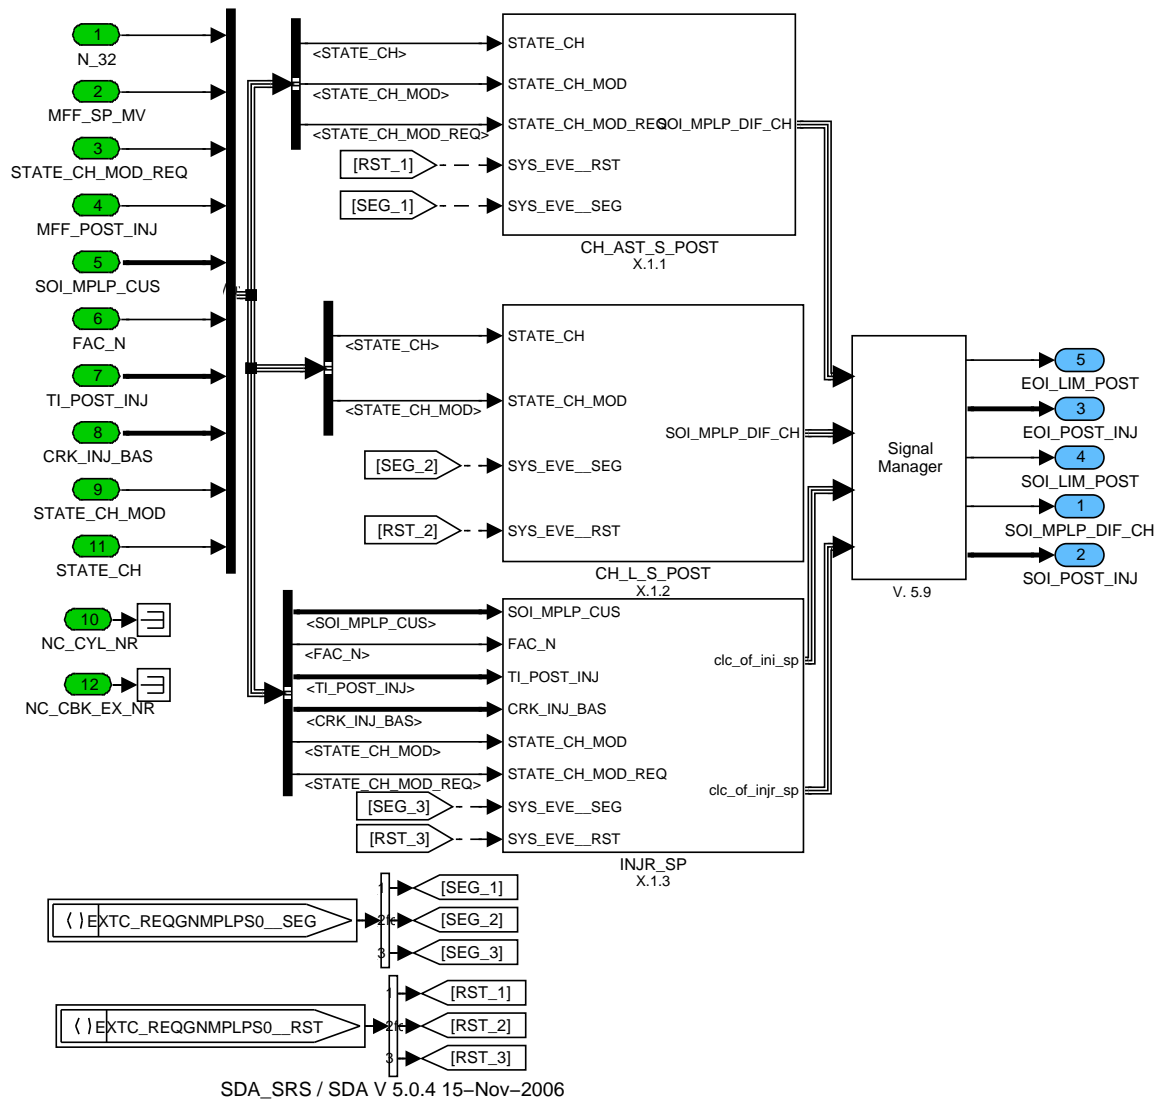 1
N_32
2
MFF_SP_MV
3
STATE_CH_MOD_REQ
4
MFF_POST_INJ
5
SOI_MPLP_CUS
6
FAC_N
7
TI_POST_INJ
8
CRK_INJ_BAS
9
STATE_CH_MOD
11
STATE_CH
10
NC_CYL_NR
12
NC_CBK_EX_NR
<STATE_CH>
<STATE_CH_MOD>
<STATE_CH_MOD_REQ>
[RST_1]
[SEG_1]
STATE_CH
STATE_CH_MOD
STATE_CH_MOD_REQ
SYS_EVE__RST
SYS_EVE__SEG
SOI_MPLP_DIF_CH
CH_AST_S_POST
X.1.1
<STATE_CH>
<STATE_CH_MOD>
[SEG_2]
[RST_2]
STATE_CH
STATE_CH_MOD
SYS_EVE__SEG
SYS_EVE__RST
SOI_MPLP_DIF_CH
CH_L_S_POST
X.1.2
<SOI_MPLP_CUS>
<FAC_N>
<TI_POST_INJ>
<CRK_INJ_BAS>
<STATE_CH_MOD>
<STATE_CH_MOD_REQ>
[SEG_3]
[RST_3]
SOI_MPLP_CUS
FAC_N
TI_POST_INJ
CRK_INJ_BAS
STATE_CH_MOD
STATE_CH_MOD_REQ
SYS_EVE__SEG
SYS_EVE__RST
clc_of_ini_sp
clc_of_injr_sp
INJR_SP
X.1.3
Signal
Manager
V. 5.9
5
EOI_LIM_POST
3
EOI_POST_INJ
4
SOI_LIM_POST
1
SOI_MPLP_DIF_CH
2
SOI_POST_INJ
EXTC_REQGNMPLPS0__SEG
1
2
3
[SEG_1]
[SEG_2]
[SEG_3]
EXTC_REQGNMPLPS0__RST
1
2
3
[RST_1]
[RST_2]
[RST_3]
SDA_SRS / SDA V 5.0.4 15–Nov–2006